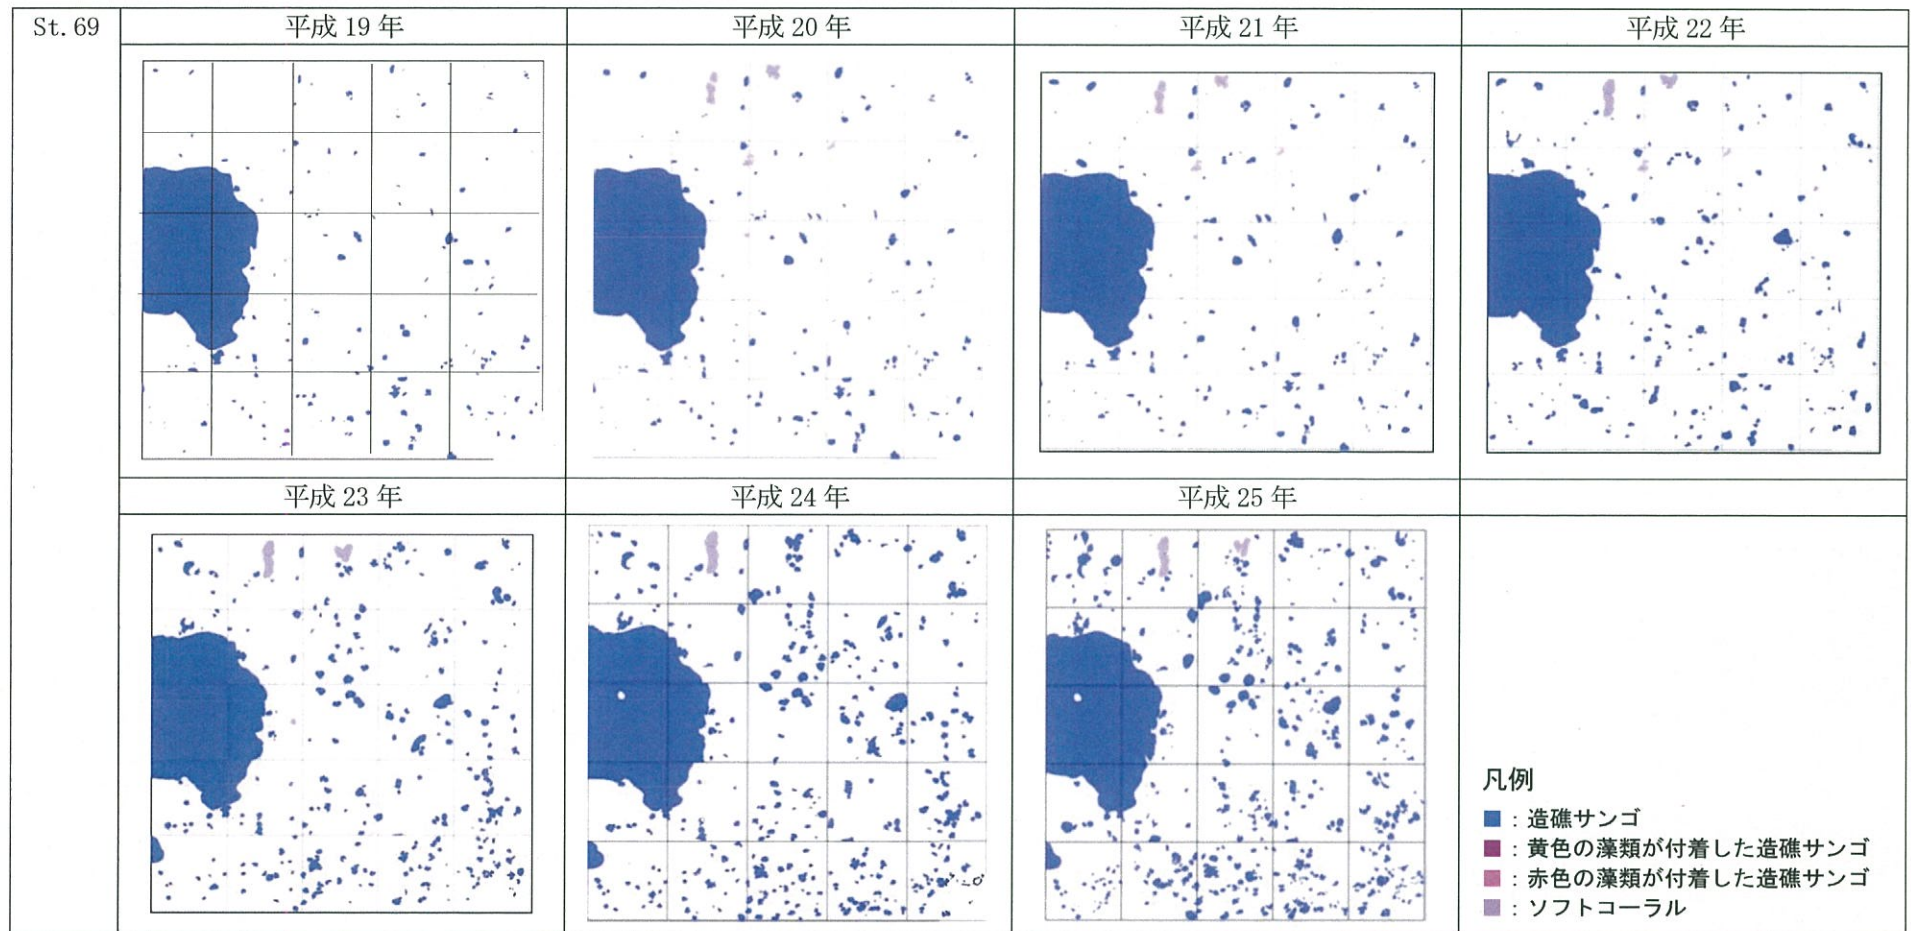 St.69
平成 19 年
平成 20 年
平成 21 年
平成 22 年
平成 23 年
平成 24 年
平成 25 年
凡例
：造礁サンゴ
：黄色の藻類が付着した造礁サンゴ
：赤色の藻類が付着した造礁サンゴ
：ソフトコーラル